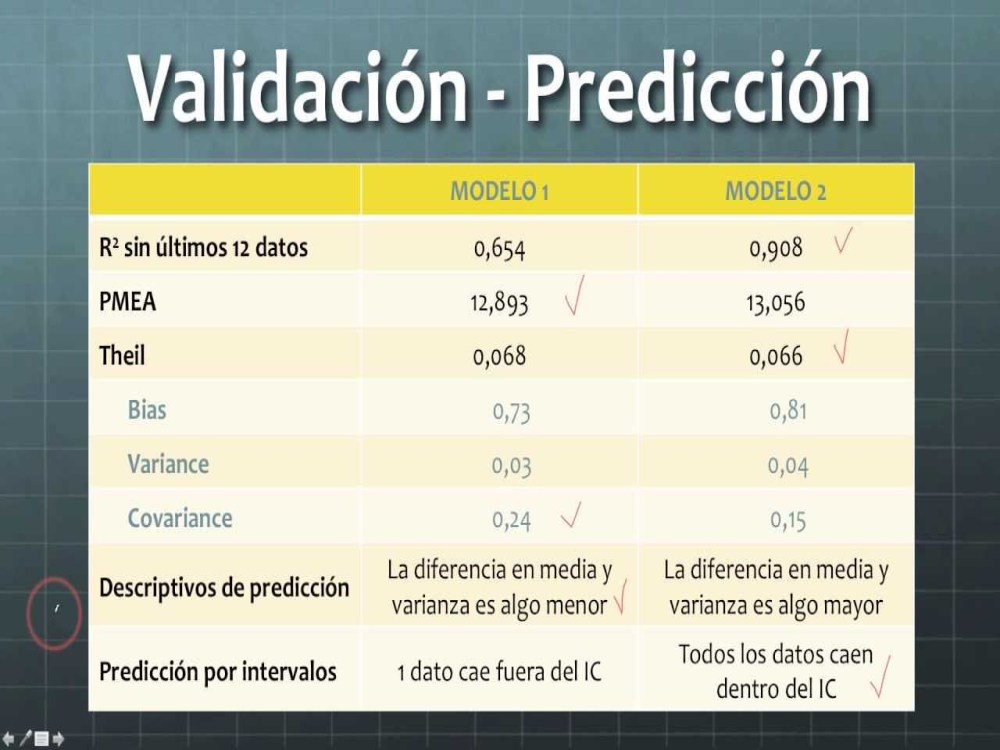 Validación - Predicción
MODELO 1 MODELO 2
R² sin últimos 12 datos 0,654 0,908
PMEA 12,893 13,056
Theil 0,068 0,066
Bias 0,73 0,81
Variance 0,03 0,04
Covariance 0,24 0,15
Descriptivos de predicción La diferencia en media y varianza es algo menor La diferencia en media y varianza es algo mayor
Predicción por intervalos 1 dato cae fuera del IC Todos los datos caen dentro del IC